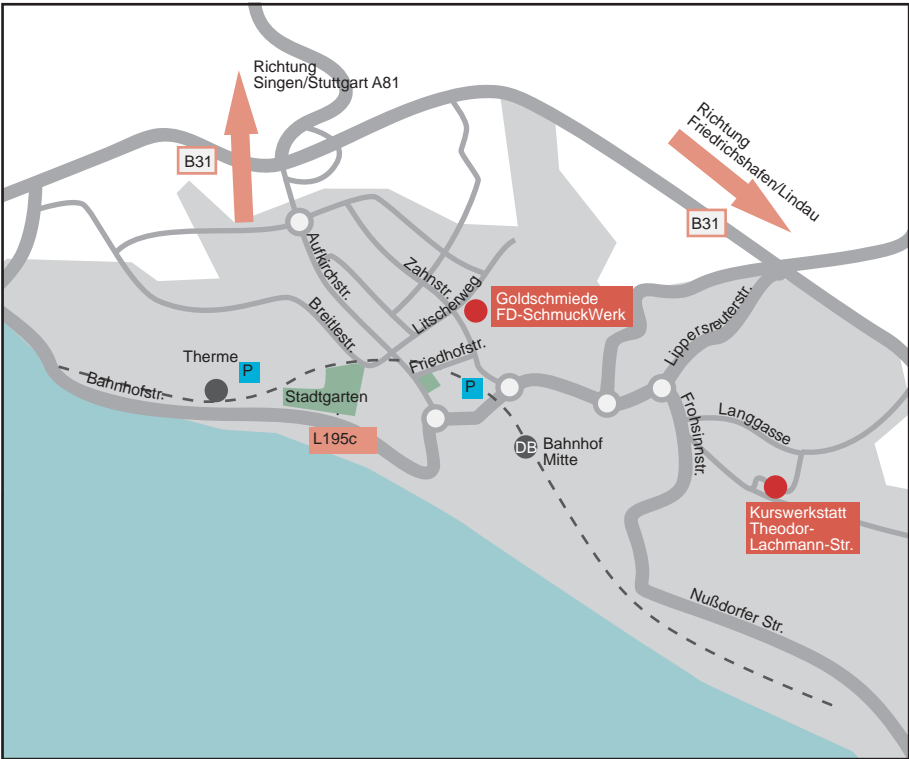 Richtung
Singen/Stuttgart A81
B31
Richtung
Friedrichshafen/Lindau
B31
Aufkirchstr.
Zahnstr.
Litscherweg
Breitlestr.
Goldschmiede
FD-SchmuckWerk
Lippersreuterstr.
Friedhofstr.
Therme
P
P
Bahnhofstr.
Stadtgarten
L195c
Frohsinnstr.
Langgasse
DB
Bahnhof
Mitte
Kurswerkstatt
Theodor-
Lachmann-Str.
Nußdorfer Str.